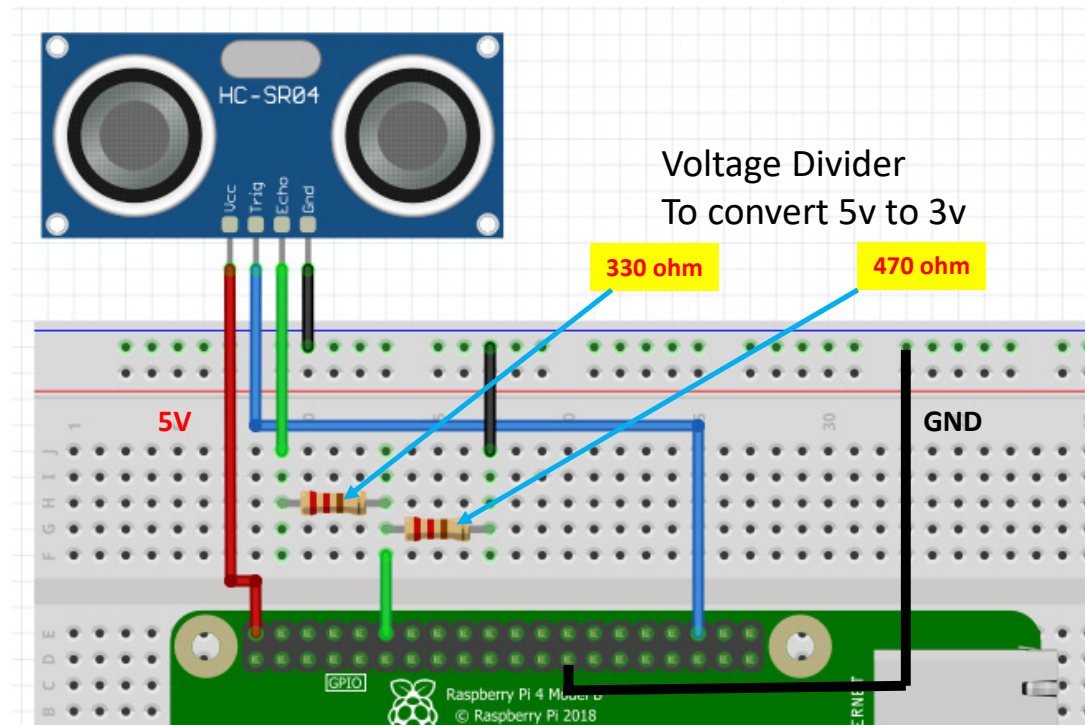 HC-SR04
Vcc
Trig
Echo
Gnd
Voltage Divider
To convert 5v to 3v
330 ohm
470 ohm
5V
GND
1
30
J
I
H
G
F
E
D
C
B
GPIO
Raspberry Pi 4 Model B
© Raspberry Pi 2018